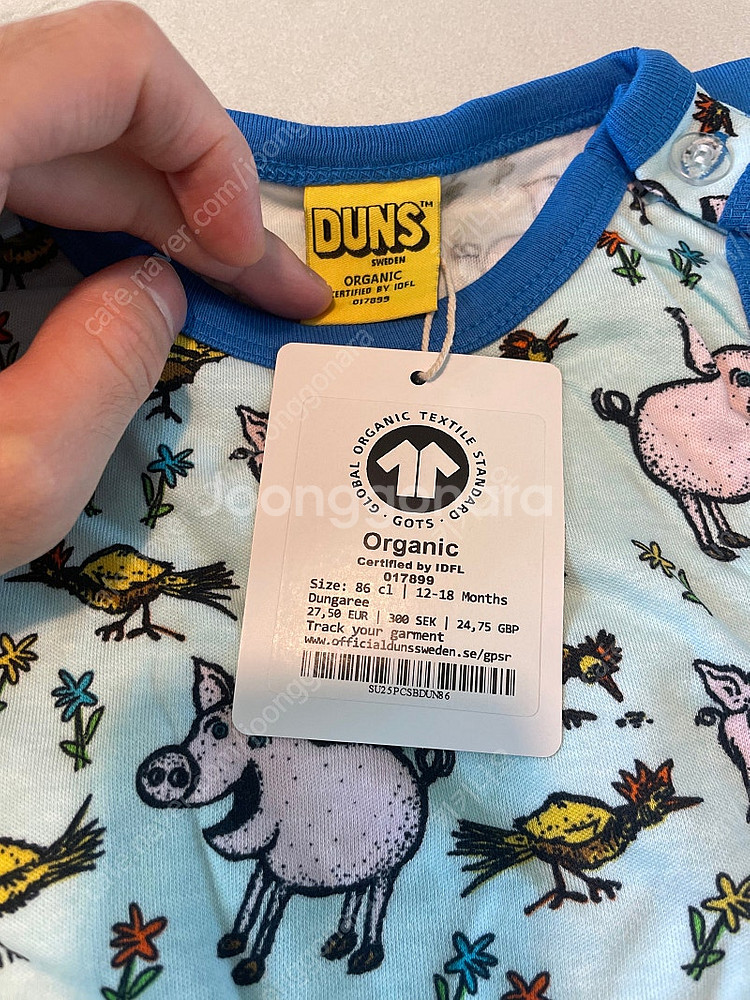 DUNS™
SWEDEN
ORGANIC
CERTIFIED BY IDFL
017899
GLOBAL ORGANIC TEXTILE STANDARD
· GOTS ·
Organic
Certified by IDFL
017899
Size: 86 cl | 12-18 Months
Dungaree
27,50 EUR | 300 SEK | 24,75 GBP
Track your garment
www.officialdunssweden.se/gpsr
SU25PCSBDUN86
Joonggonara
cafe.naver.com/joonggonara